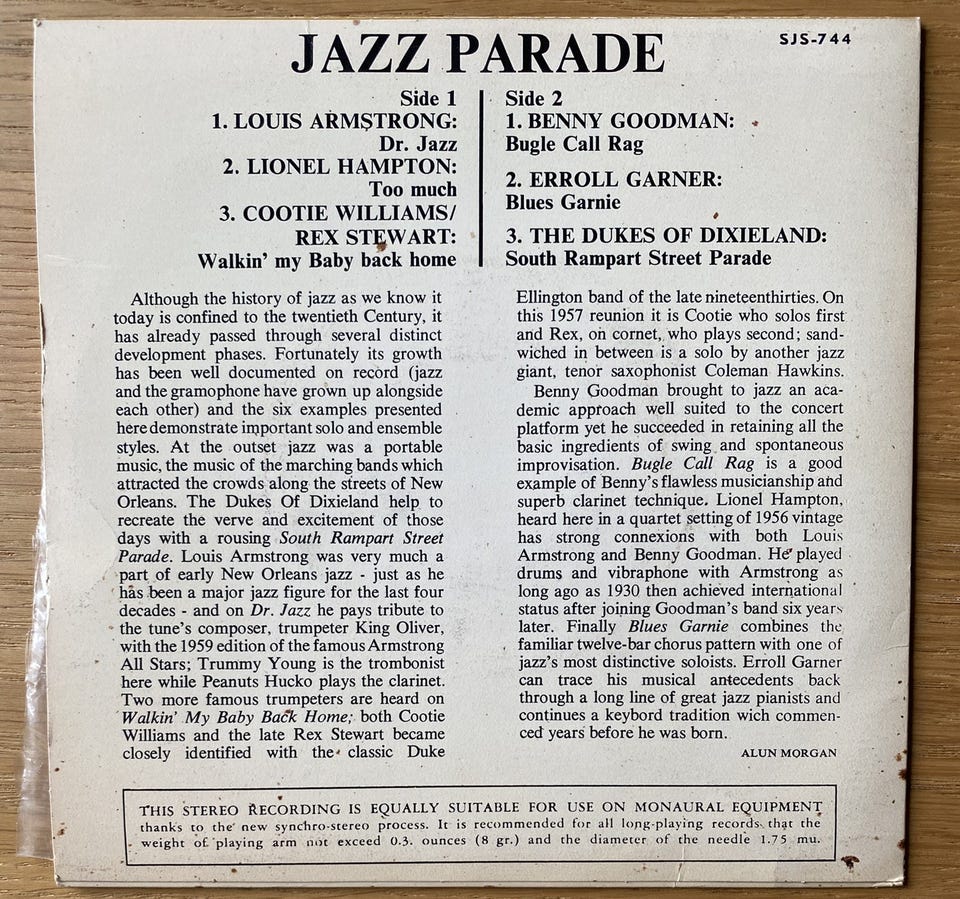 JAZZ PARADE
SJS-744
Side 1
1. LOUIS ARMSTRONG:
Dr. Jazz
2. LIONEL HAMPTON:
Too much
3. COOTIE WILLIAMS/
REX STEWART:
Walkin' my Baby back home
Side 2
1. BENNY GOODMAN:
Bugle Call Rag
2. ERROLL GARNER:
Blues Garnie
3. THE DUKES OF DIXIELAND:
South Rampart Street Parade
Although the history of jazz as we know it
today is confined to the twentieth Century, it
has already passed through several distinct
development phases. Fortunately its growth
has been well documented on record (jazz
and the gramophone have grown up alongside
each other) and the six examples presented
here demonstrate important solo and ensemble
styles. At the outset jazz was a portable
music, the music of the marching bands which
attracted the crowds along the streets of New
Orleans. The Dukes Of Dixieland help to
recreate the verve and excitement of those
days with a rousing South Rampart Street
Parade. Louis Armstrong was very much a
part of early New Orleans jazz - just as he
has been a major jazz figure for the last four
decades - and on Dr. Jazz he pays tribute to
the tune's composer, trumpeter King Oliver,
with the 1959 edition of the famous Armstrong
All Stars; Trummy Young is the trombonist
here while Peanuts Hucko plays the clarinet.
Two more famous trumpeters are heard on
Walkin' My Baby Back Home; both Cootie
Williams and the late Rex Stewart became
closely identified with the classic Duke
Ellington band of the late nineteenthirties. On
this 1957 reunion it is Cootie who solos first
and Rex, on cornet, who plays second; sand-
wiched in between is a solo by another jazz
giant, tenor saxophonist Coleman Hawkins.
Benny Goodman brought to jazz an aca-
demic approach well suited to the concert
platform yet he succeeded in retaining all the
basic ingredients of swing and spontaneous
improvisation. Bugle Call Rag is a good
example of Benny's flawless musicianship and
superb clarinet technique. Lionel Hampton,
heard here in a quartet setting of 1956 vintage
has strong connexions with both Louis
Armstrong and Benny Goodman. He played
drums and vibraphone with Armstrong as
long ago as 1930 then achieved international
status after joining Goodman's band six years
later. Finally Blues Garnie combines the
familiar twelve-bar chorus pattern with one of
jazz's most distinctive soloists. Erroll Garner
can trace his musical antecedents back
through a long line of great jazz pianists and
continues a keybord tradition wich commen-
ced years before he was born.
ALUN MORGAN
THIS STEREO RECORDING IS EQUALLY SUITABLE FOR USE ON MONAURAL EQUIPMENT
thanks to the new synchro-stereo process. It is recommended for all long-playing records that the
weight of playing arm not exceed 0.3. ounces (8 gr.) and the diameter of the needle 1.75 mu.